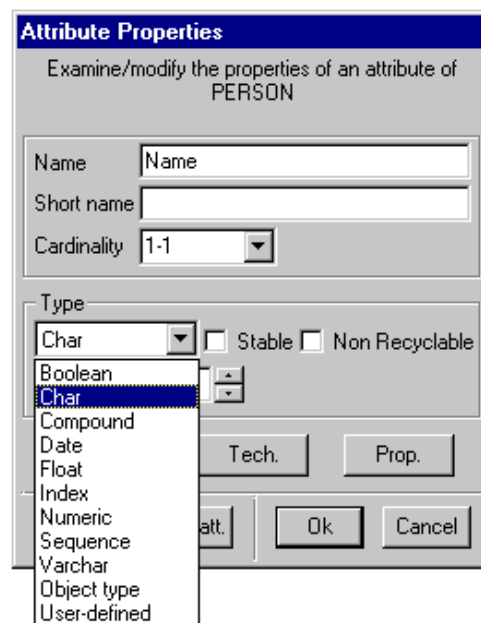 Attribute Properties
Examine/modify the properties of an attribute of
PERSON
Name Name
Short name
Cardinality 1-1
Type
Char Stable Non Recyclable
Boolean
Char
Compound
Date
Float
Index
Numeric
Sequence
Varchar
Object type
User-defined
Tech. Prop.
att. Ok Cancel